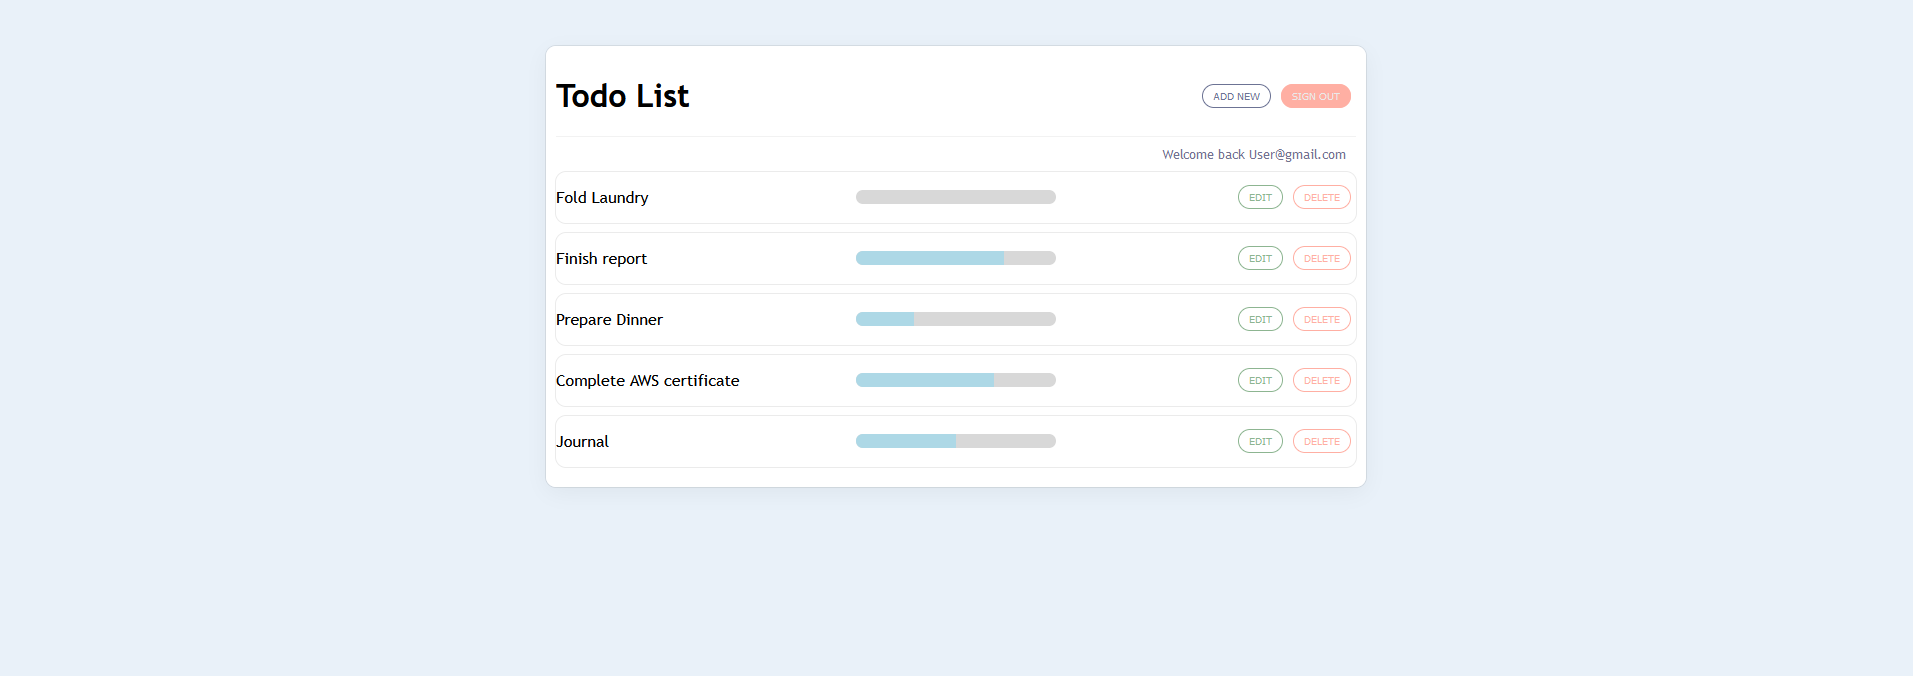 Todo List ADD NEW SIGN OUT
Welcome back User@gmail.com
Fold Laundry EDIT DELETE
Finish report EDIT DELETE
Prepare Dinner EDIT DELETE
Complete AWS certificate EDIT DELETE
Journal EDIT DELETE